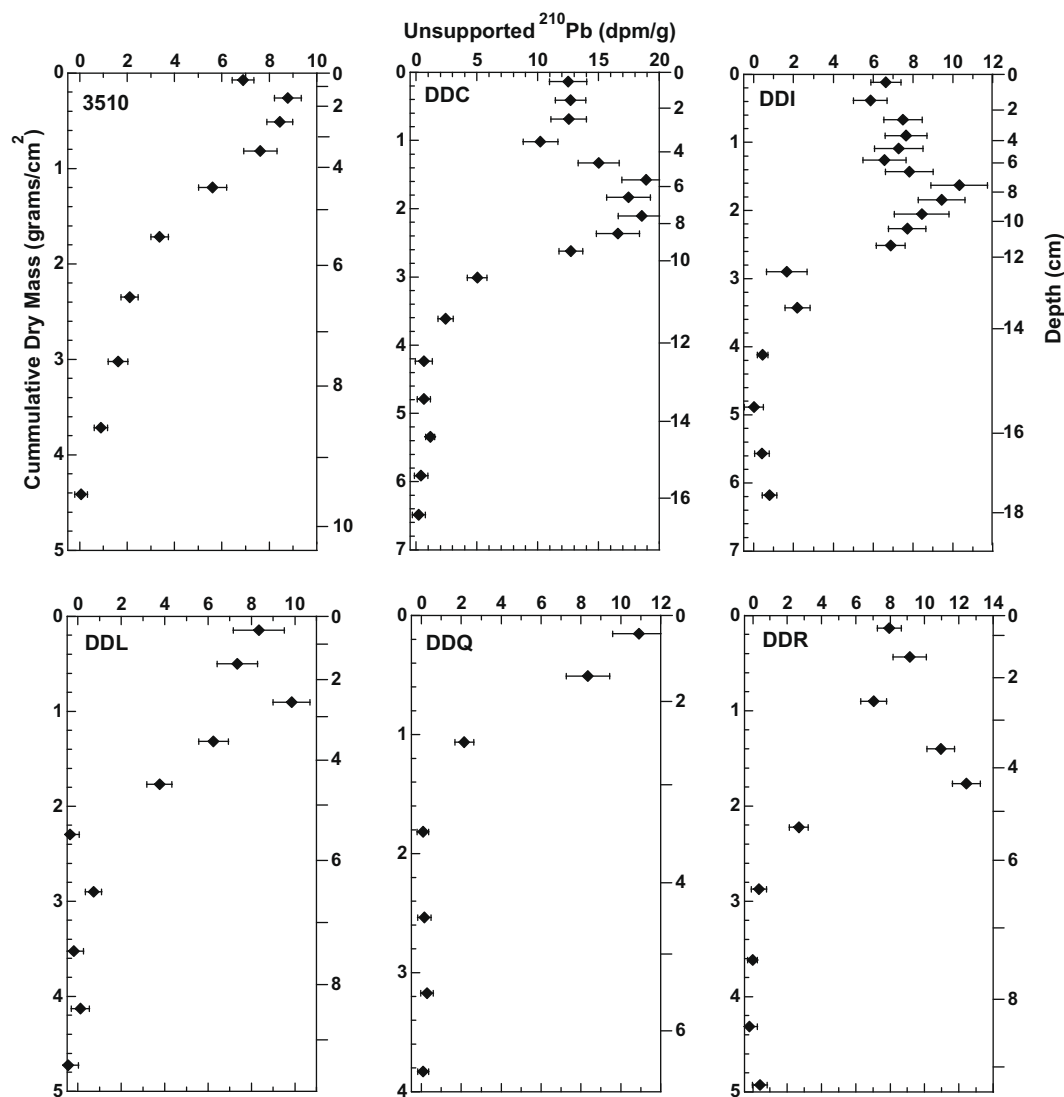 Unsupported 210Pb (dpm/g)
0 2 4 6 8 10
0 5 10 15 20
0 2 4 6 8 10 12
3510
DDC
DDI
Cummulative Dry Mass (grams/cm2)
Depth (cm)
0 1 2 3 4 5
0 2 4 6 8 10
0 1 2 3 4 5 6 7
0 2 4 6 8 10 12 14 16
0 1 2 3 4 5 6 7
0 2 4 6 8 10 12 14 16 18
0 2 4 6 8 10
0 2 4 6 8 10 12
0 2 4 6 8 10 12 14
DDL
DDQ
DDR
0 1 2 3 4 5
0 2 4 6 8
0 1 2 3 4
0 2 4 6
0 1 2 3 4 5
0 2 4 6 8